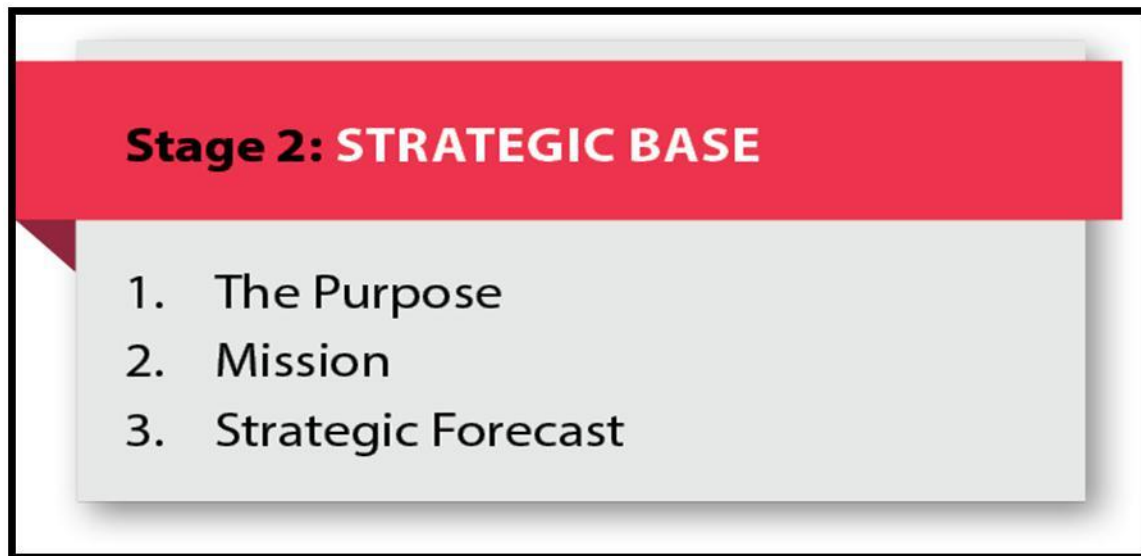 Stage 2: STRATEGIC BASE
1. The Purpose
2. Mission
3. Strategic Forecast